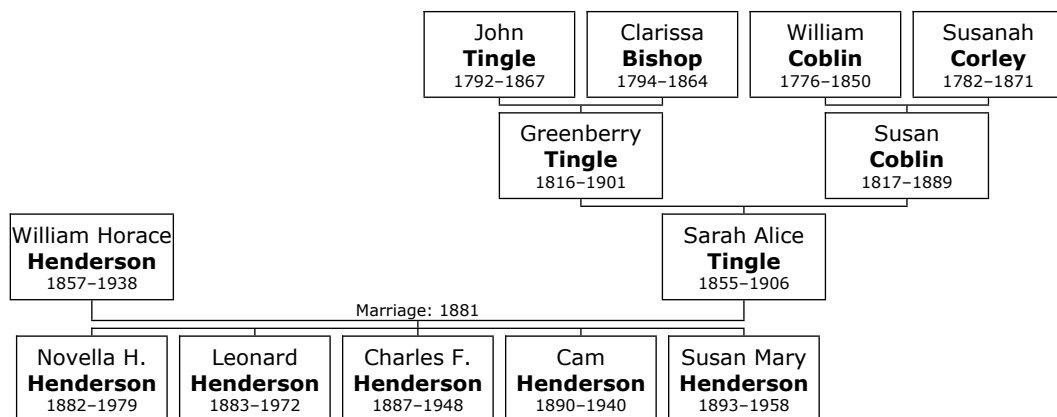 John
Tingle
1792–1867
Clarissa
Bishop
1794–1864
William
Coblin
1776–1850
Susanah
Corley
1782–1871
Greenberry
Tingle
1816–1901
Susan
Coblin
1817–1889
William Horace
Henderson
1857–1938
Sarah Alice
Tingle
1855–1906
Marriage: 1881
Novella H.
Henderson
1882–1979
Leonard
Henderson
1883–1972
Charles F.
Henderson
1887–1948
Cam
Henderson
1890–1940
Susan Mary
Henderson
1893–1958